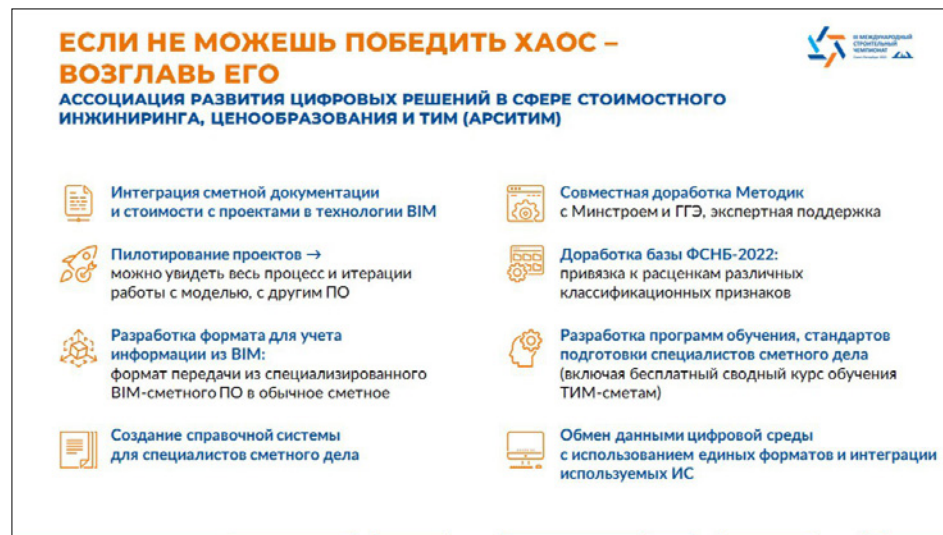 ЕСЛИ НЕ МОЖЕШЬ ПОБЕДИТЬ ХАОС –
ВОЗГЛАВЬ ЕГО
III МЕЖДУНАРОДНЫЙ
СТРОИТЕЛЬНЫЙ
ЧЕМПИОНАТ
АССОЦИАЦИЯ РАЗВИТИЯ ЦИФРОВЫХ РЕШЕНИЙ В СФЕРЕ СТОИМОСТНОГО
ИНЖИНИРИНГА, ЦЕНООБРАЗОВАНИЯ И ТИМ (АРСИТИМ)
Интеграция сметной документации
и стоимости с проектами в технологии BIM
Пилотирование проектов →
можно увидеть весь процесс и итерации
работы с моделью, с другим ПО
Разработка формата для учета
информации из BIM:
формат передачи из специализированного
BIM-сметного ПО в обычное сметное
Создание справочной системы
для специалистов сметного дела
Совместная доработка Методик
с Минстроем и ГГЭ, экспертная поддержка
Доработка базы ФСНБ-2022:
привязка к расценкам различных
классификационных признаков
Разработка программ обучения, стандартов
подготовки специалистов сметного дела
(включая бесплатный сводный курс обучения
ТИМ-сметам)
Обмен данными цифровой среды
с использованием единых форматов и интеграции
используемых ИС